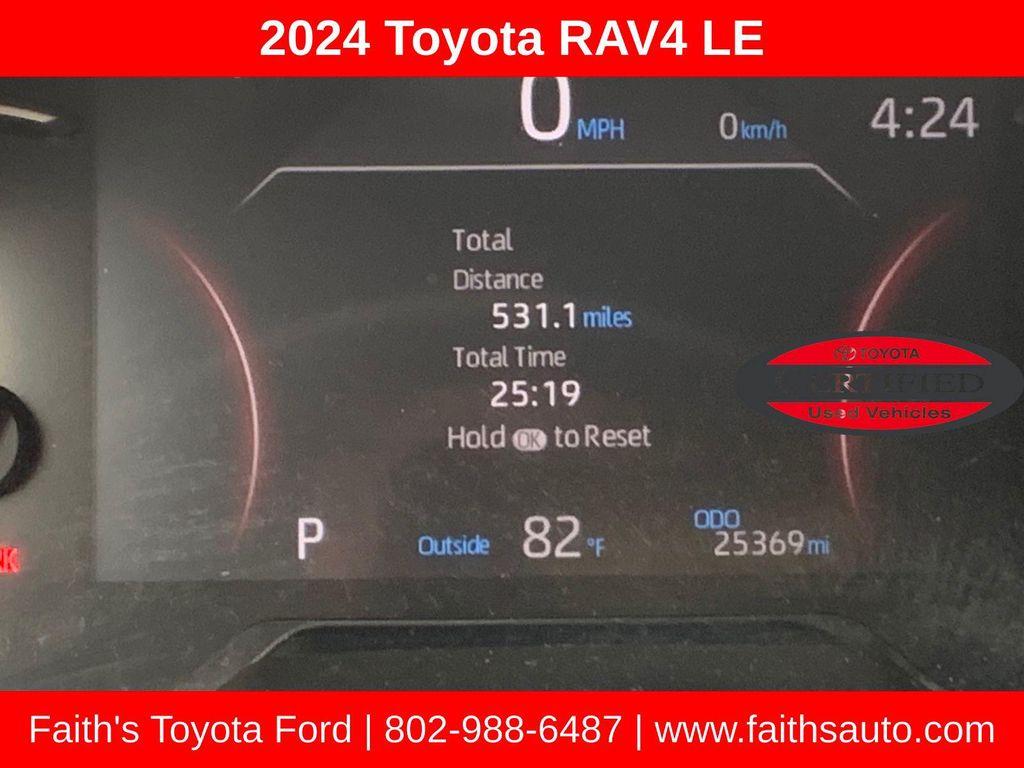 2024 Toyota RAV4 LE
0 MPH 0 km/h 4:24
Total
Distance
531.1 miles
Total Time
25:19
Hold OK to Reset
TOYOTA
CERTIFIED
Used Vehicles
P Outside 82 °F ODO
25369 mi
Faith's Toyota Ford | 802-988-6487 | www.faithsauto.com